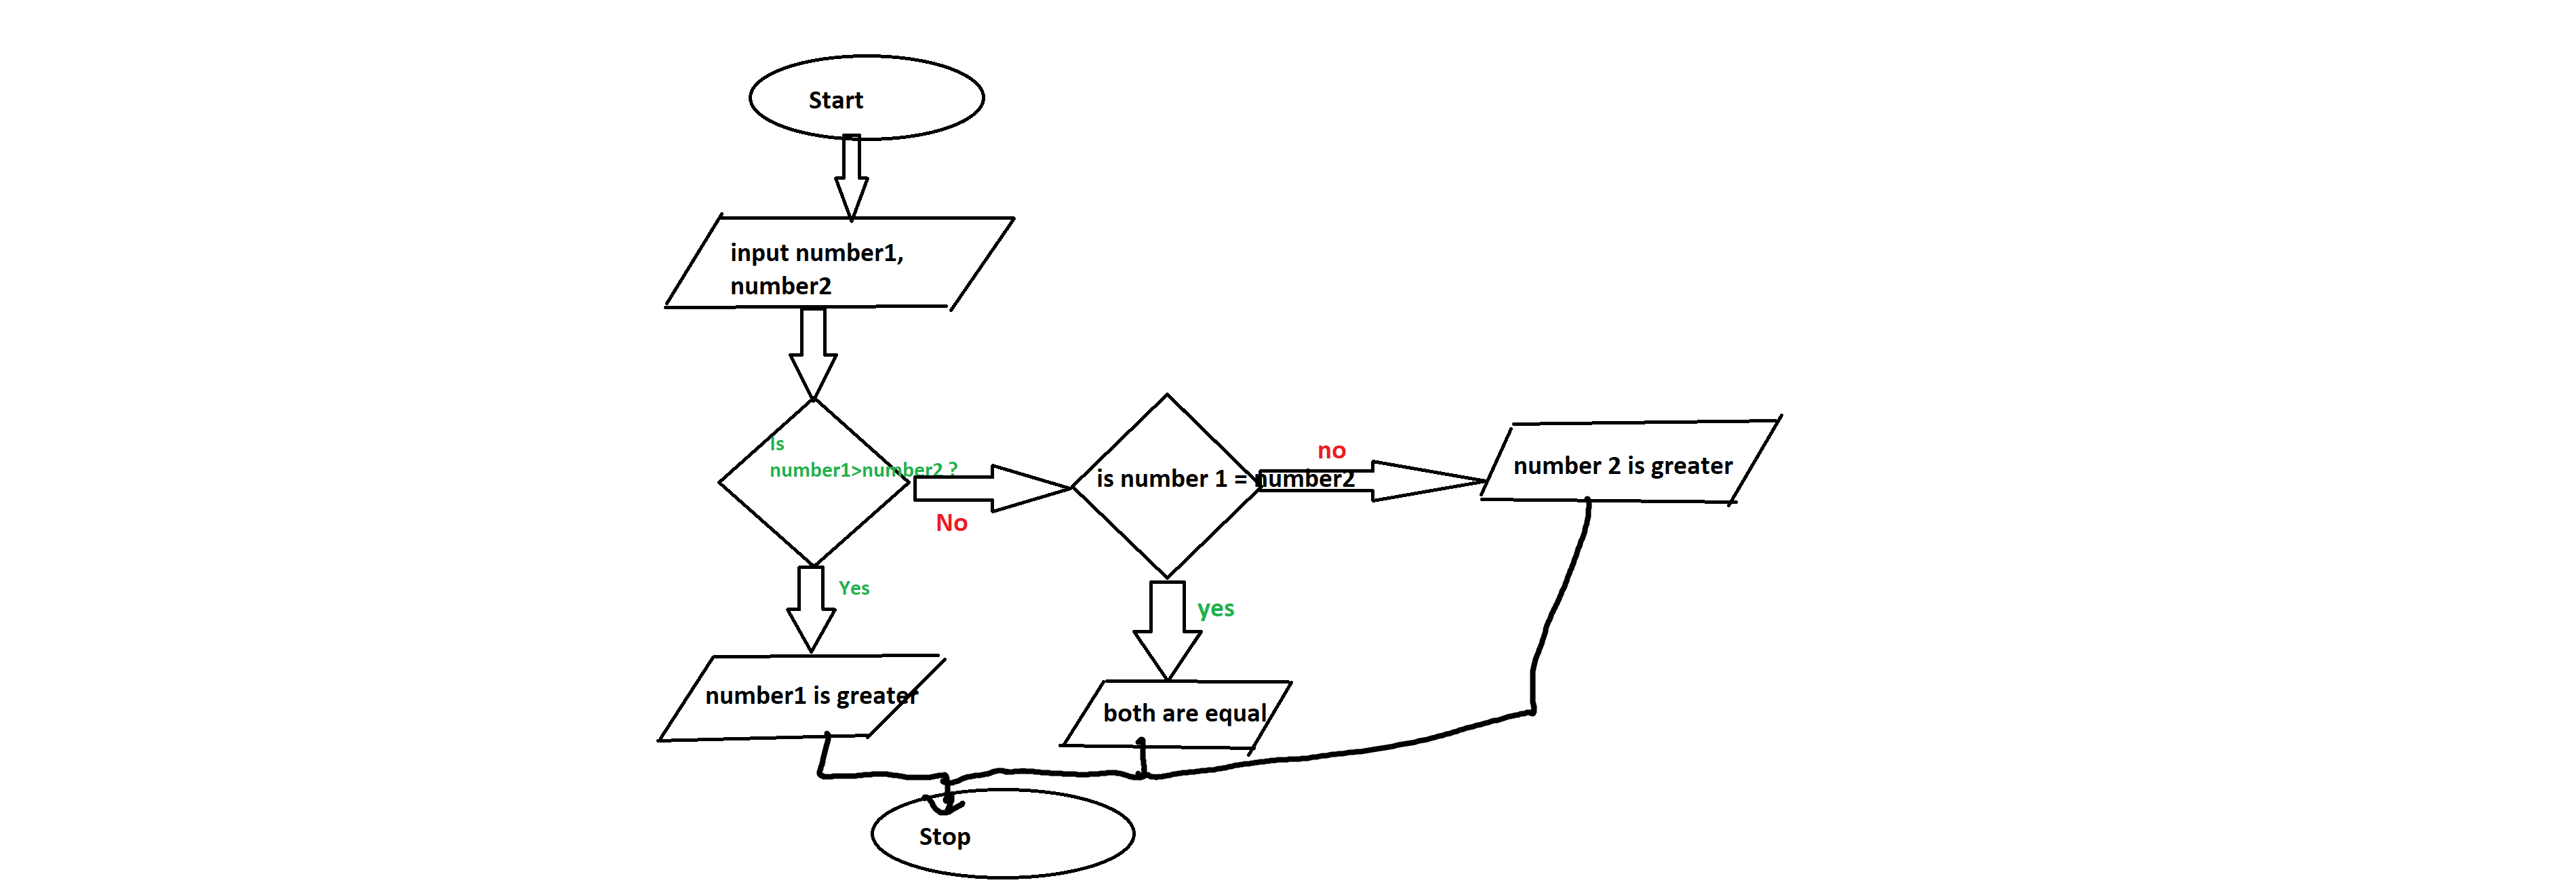 Start
input number1,
number2
Is
number1>number2 ?
No
is number 1 = number2
no
number 2 is greater
Yes
yes
number1 is greater
both are equal
Stop